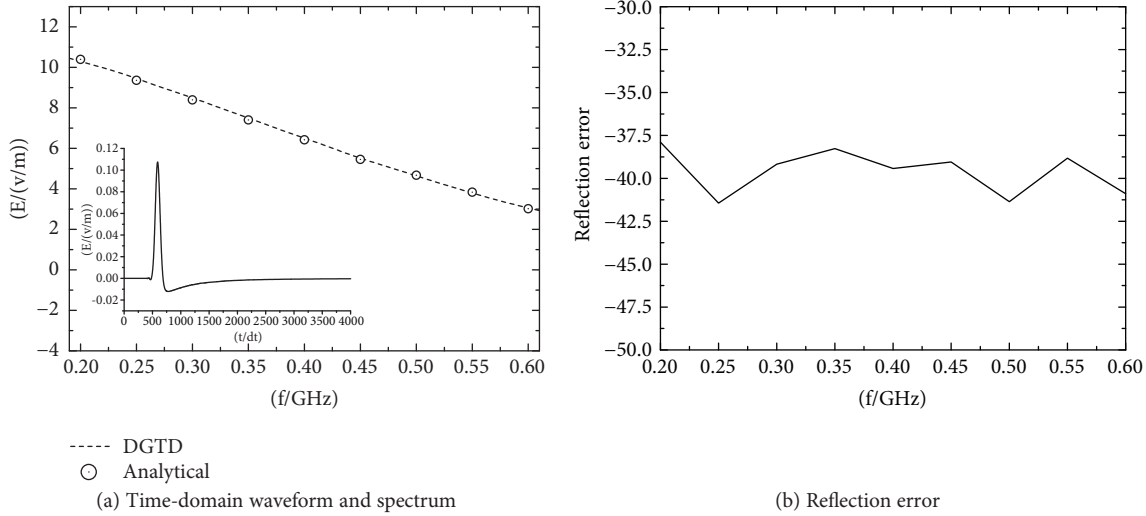 12
10
8
6
4
2
0
−2
−4
(E/(v/m))
0.20 0.25 0.30 0.35 0.40 0.45 0.50 0.55 0.60
(f/GHz)
0.12
0.10
0.08
0.06
0.04
0.02
0.00
-0.02
(E/(v/m))
0 500 1000 1500 2000 2500 3000 3500 4000
(t/dt)
DGTD
Analytical
(a) Time-domain waveform and spectrum
−30.0
−32.5
−35.0
−37.5
−40.0
−42.5
−45.0
−47.5
−50.0
Reflection error
0.20 0.25 0.30 0.35 0.40 0.45 0.50 0.55 0.60
(f/GHz)
(b) Reflection error